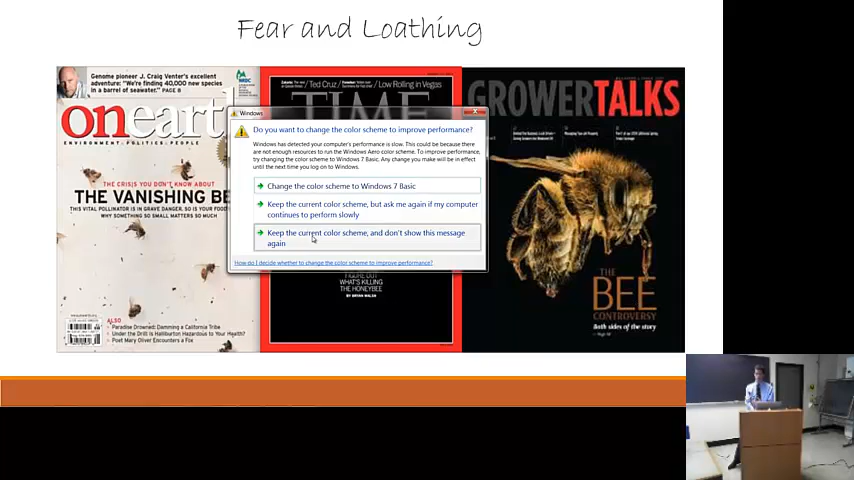 Fear and Loathing
Genome pioneer J. Craig Venter's excellent
adventure: "We're finding 40,000 new species
in a barrel of seawater." PAGE 8
onearth
ENVIRONMENT • POLITICS • PEOPLE
THE CRISIS YOU DON'T KNOW ABOUT
THE VANISHING BE
THIS VITAL POLLINATOR IS IN GRAVE DANGER, SO IS YOUR FOO
WHY SOMETHING SO SMALL MATTERS SO MUCH
ALSO
Paradise Drowned: Damming a California Tribe
Under the Drill: Is Halliburton Hazardous to Your Health?
Poet Mary Oliver Encounters a Fox
Ted Cruz
Low Rolling in Vegas
TIME
WHAT'S KILLING
THE HONEYBEE
BY BRYAN WALSH
GROWERTALKS
THE
BEE
CONTROVERSY
Both sides of the story
Windows
Do you want to change the color scheme to improve performance?
Windows has detected your computer's performance is slow. This could be because
there are not enough resources to run the Windows Aero color scheme. To improve performance,
try changing the color scheme to Windows 7 Basic. Any change you make will be in effect
until the next time you log on to Windows.
Change the color scheme to Windows 7 Basic
Keep the current color scheme, but ask me again if my computer
continues to perform slowly
Keep the current color scheme, and don't show this message
again
How do I decide whether to change the color scheme to improve performance?